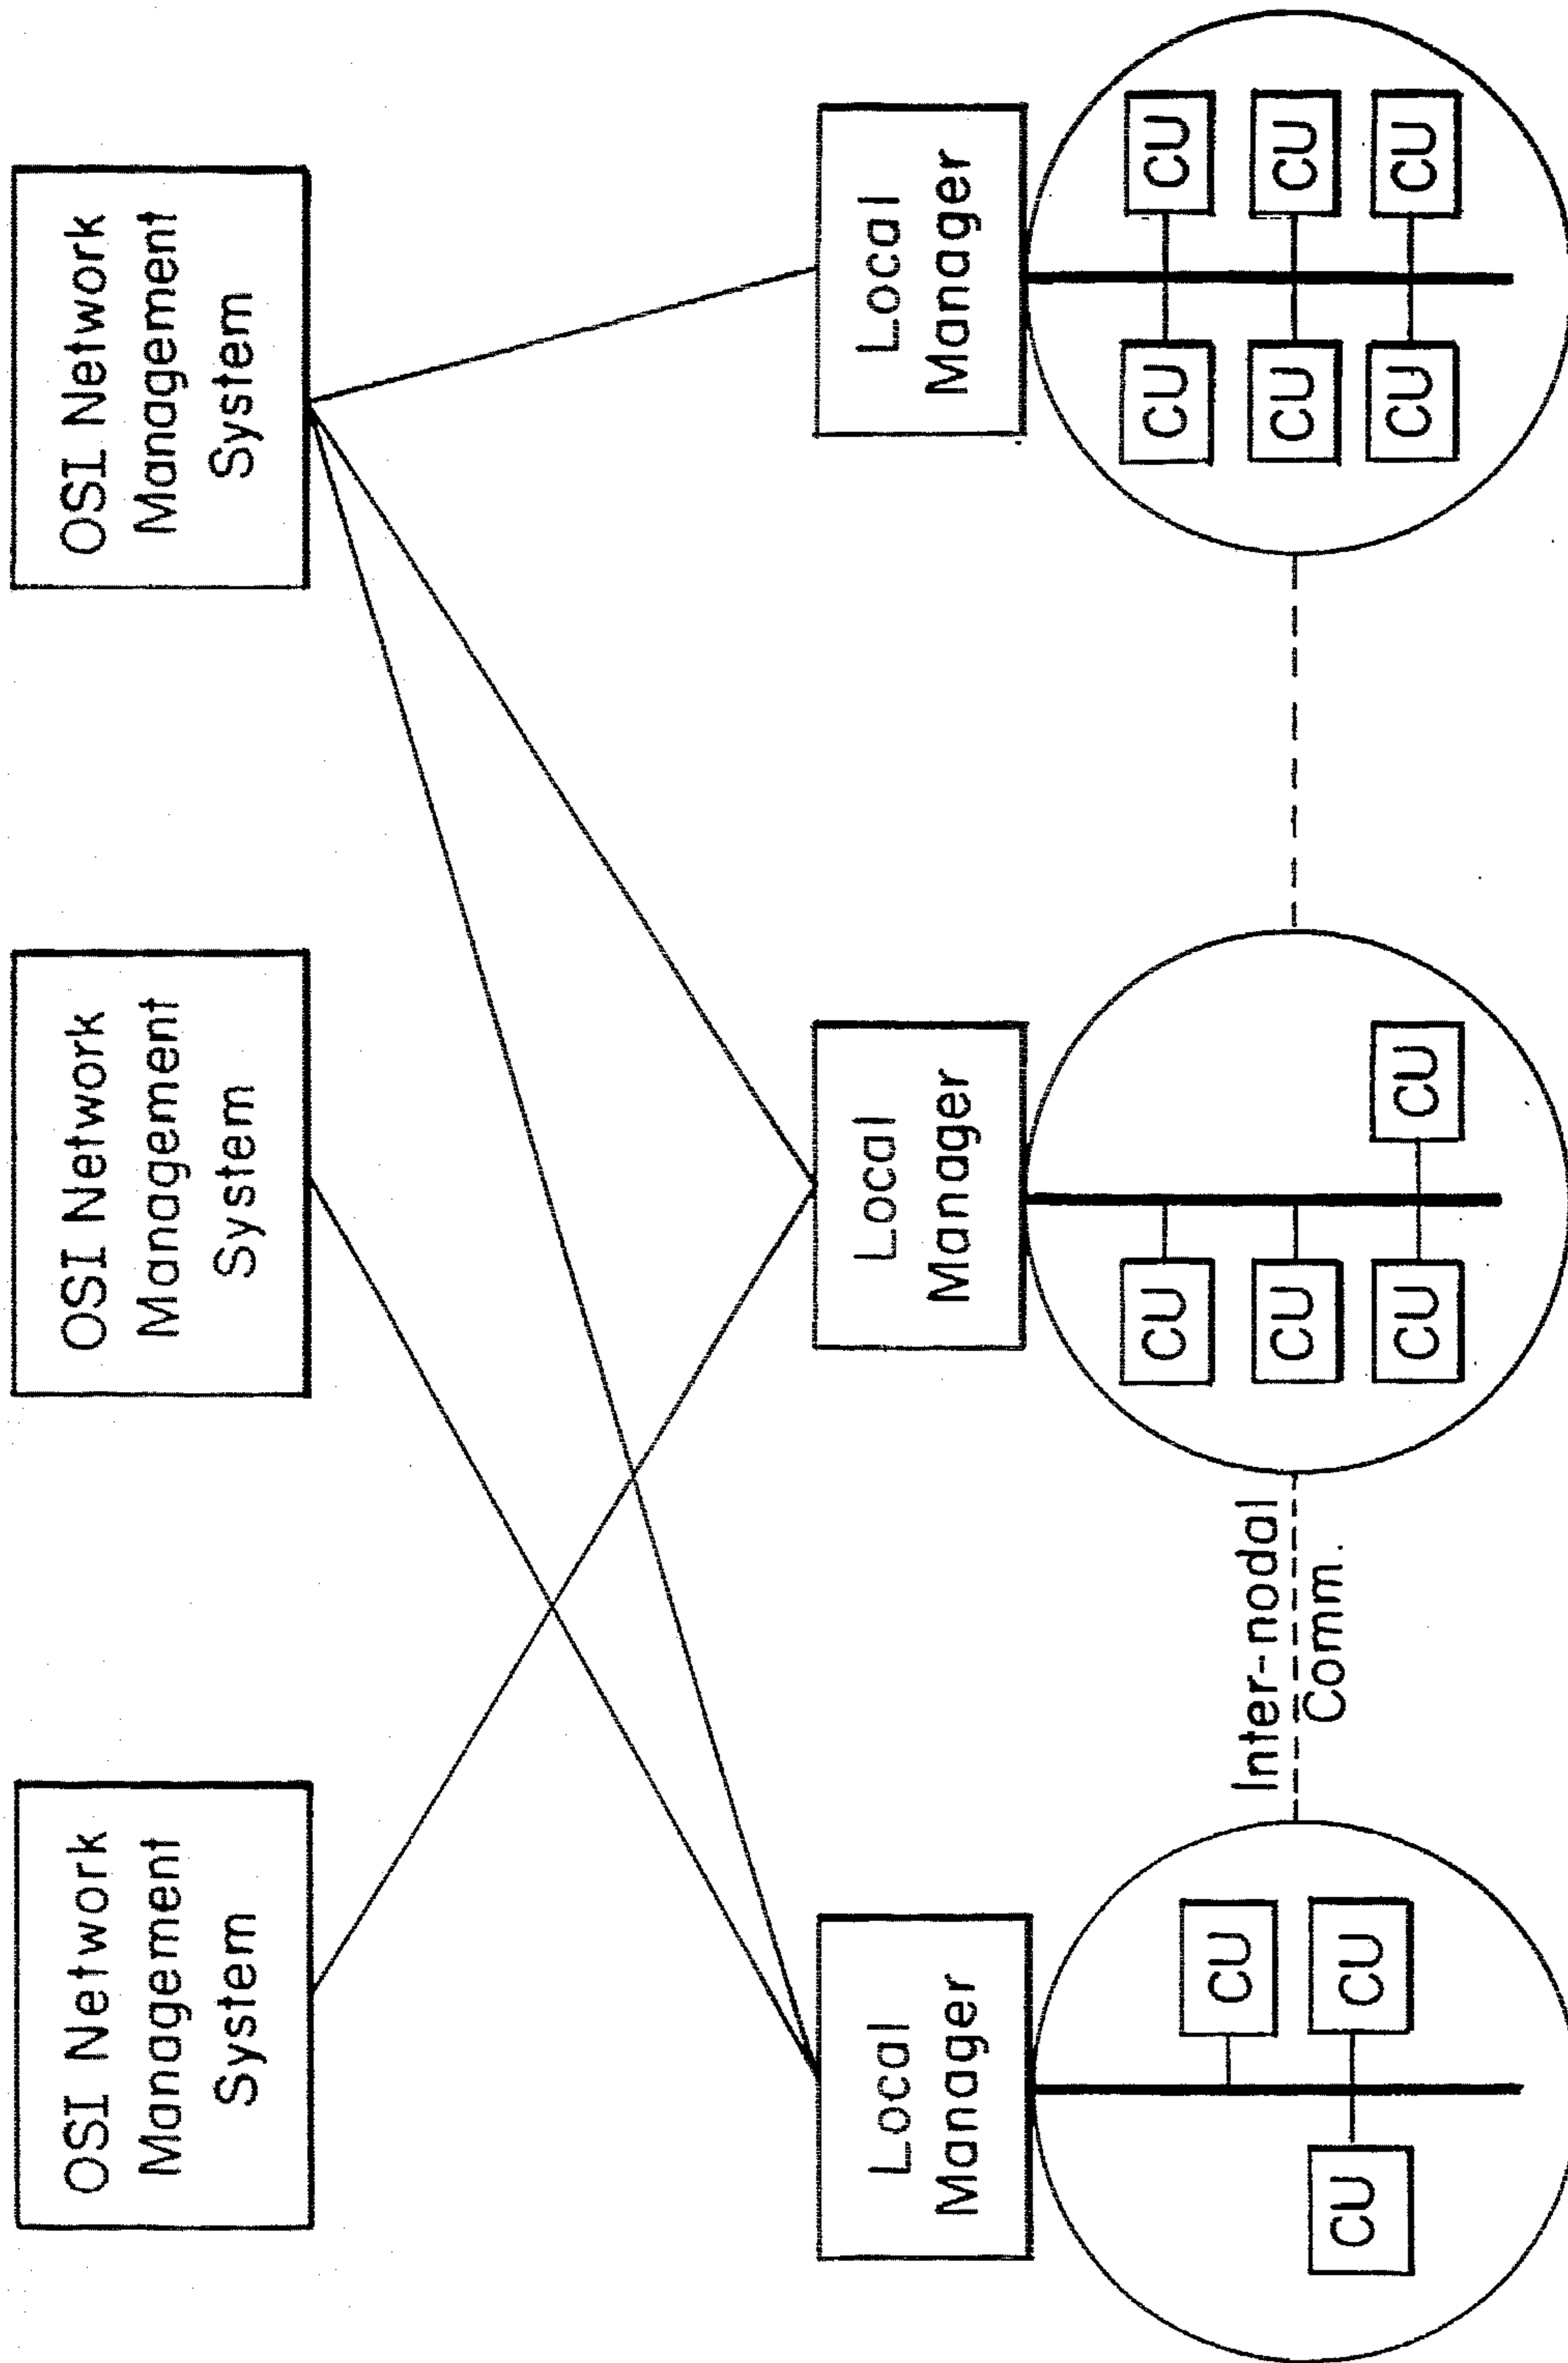 OSI Network
Management
System
OSI Network
Management
System
OSI Network
Management
System
Local
Manager
Local
Manager
Local
Manager
CU
CU
CU
Inter-nodal
Comm.
CU
CU
CU
CU
CU
CU
CU
CU
CU
CU